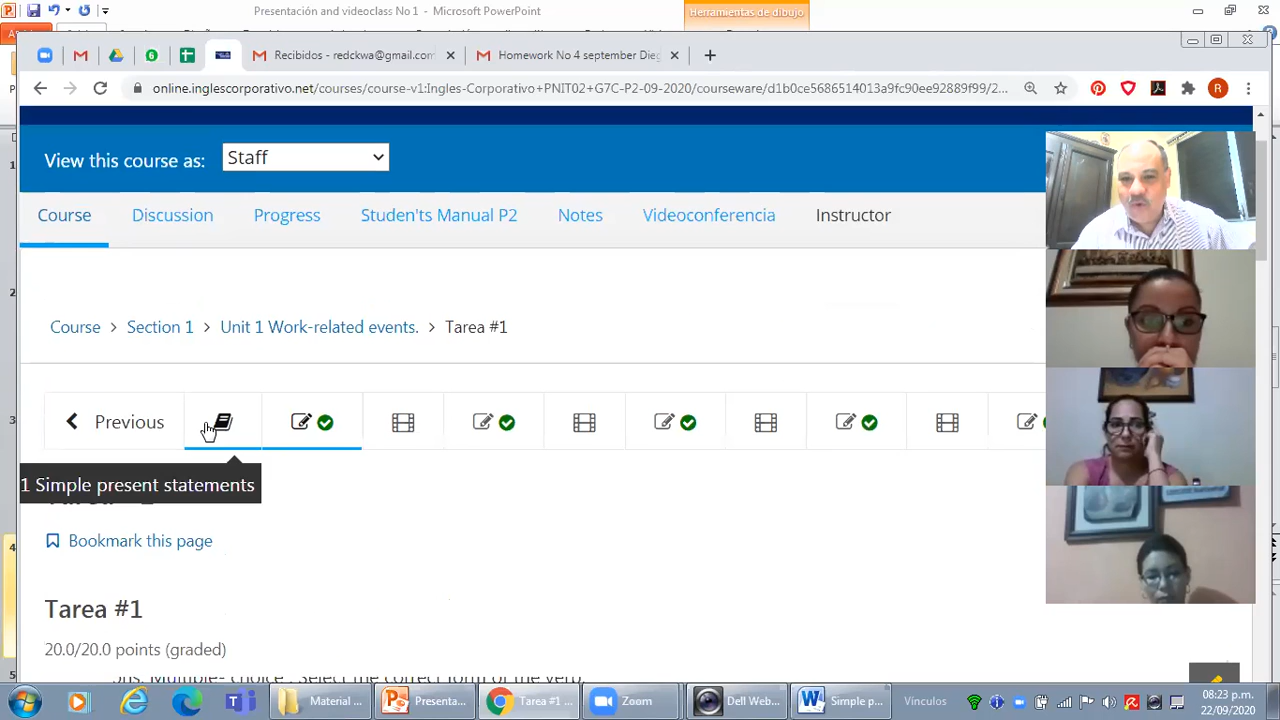 Presentación and videoclass No 1 - Microsoft PowerPoint
Herramientas de dibujo
Recibidos - redckwa@gmail.com
Homework No 4 september Dieg
online.inglescorporativo.net/courses/course-v1:Ingles-Corporativo+PNIT02+G7C-P2-09-2020/courseware/d1b0ce5686514013a9fc90ee92889f99/2...
R
View this course as:
Staff
Course
Discussion
Progress
Studen'ts Manual P2
Notes
Videoconferencia
Instructor
Course > Section 1 > Unit 1 Work-related events. > Tarea #1
Previous
1 Simple present statements
Bookmark this page
Tarea #1
20.0/20.0 points (graded)
Material ...
Presenta...
Tarea #1 ...
Zoom
Dell Web...
Simple p...
Vínculos
08:23 p.m.
22/09/2020